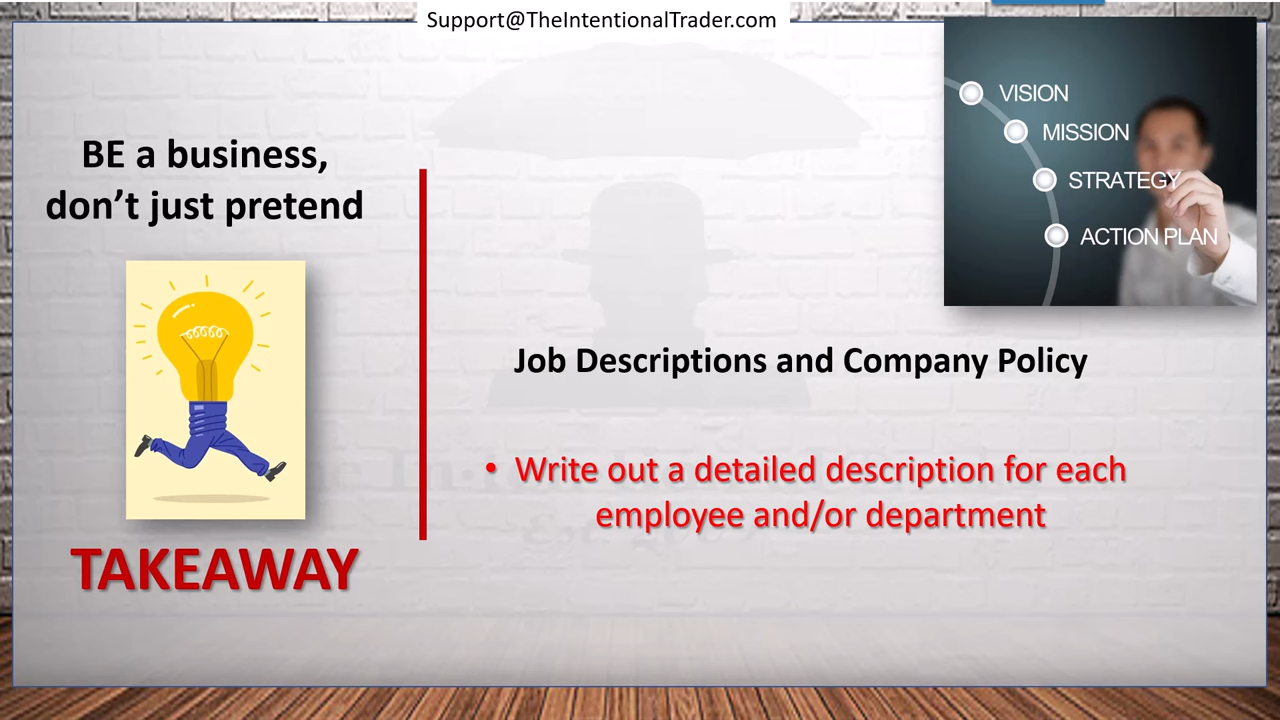 Support@TheIntentionalTrader.com
BE a business,
don’t just pretend
TAKEAWAY
VISION
MISSION
STRATEGY
ACTION PLAN
Job Descriptions and Company Policy
• Write out a detailed description for each
employee and/or department